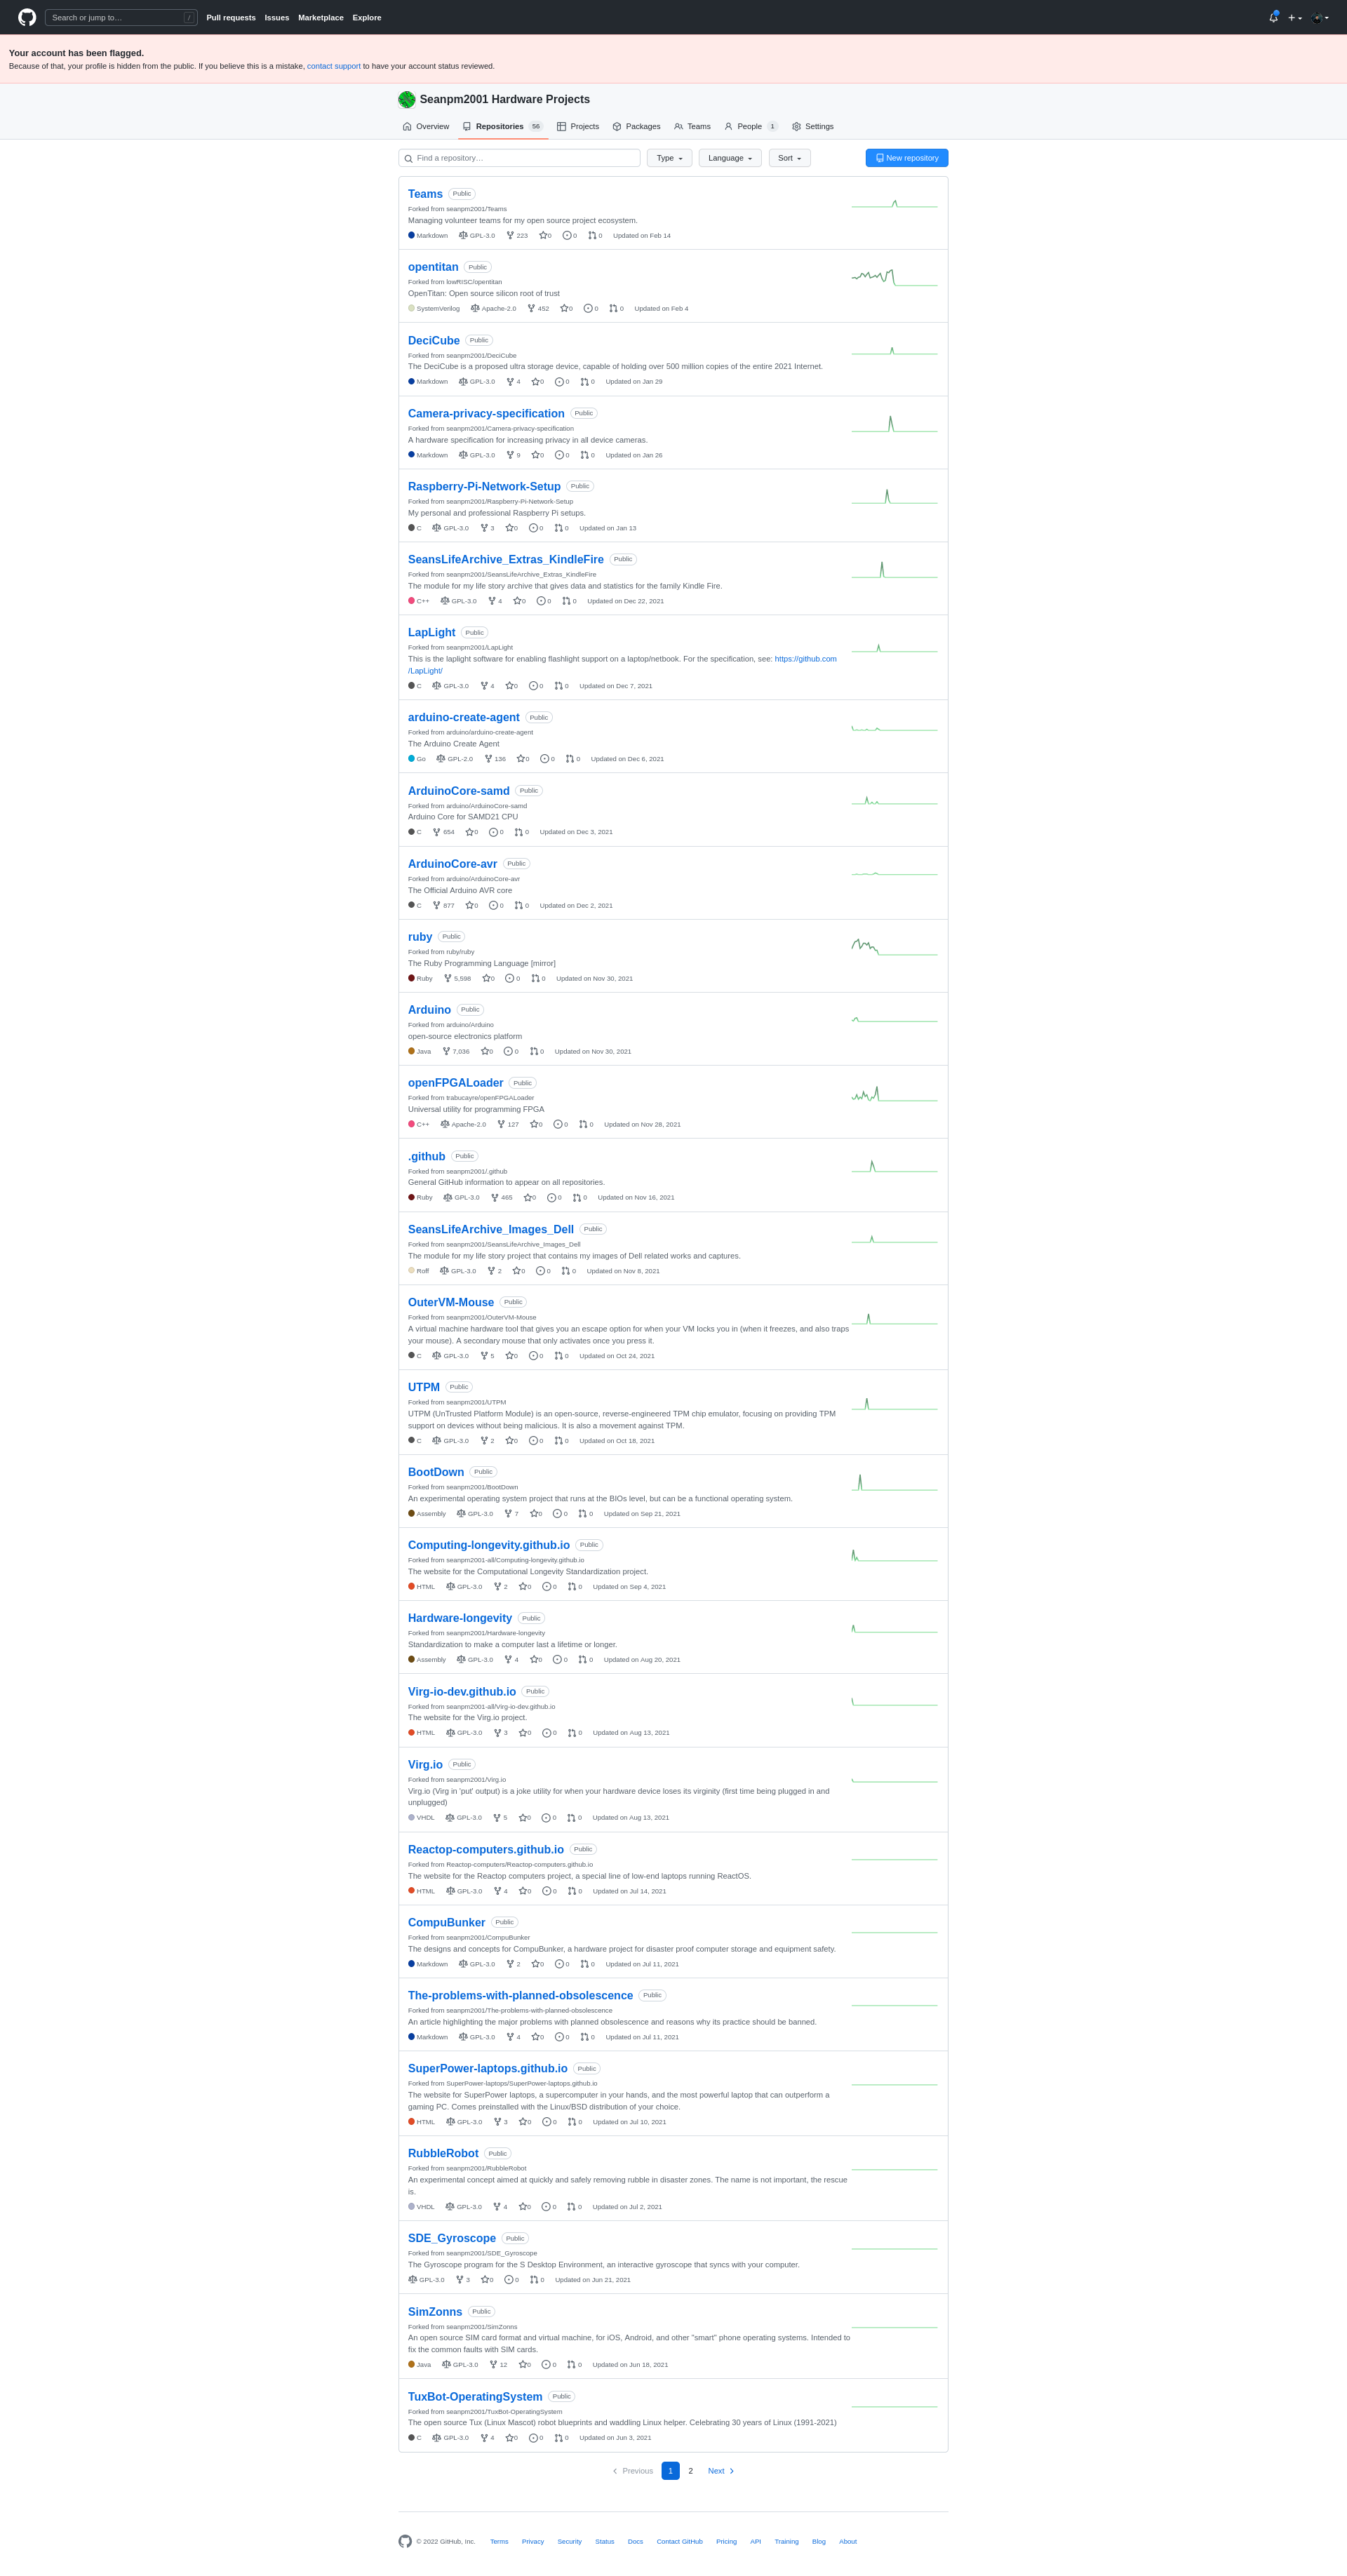 Search or jump to…
/
Pull requests Issues Marketplace Explore
Your account has been flagged.
Because of that, your profile is hidden from the public. If you believe this is a mistake, contact support to have your account status reviewed.
Seanpm2001 Hardware Projects
Overview Repositories 56 Projects Packages Teams People 1 Settings
Find a repository… Type Language Sort New repository
Teams Public
Forked from seanpm2001/Teams
Managing volunteer teams for my open source project ecosystem.
Markdown GPL-3.0 223 0 0 0 Updated on Feb 14
opentitan Public
Forked from lowRISC/opentitan
OpenTitan: Open source silicon root of trust
SystemVerilog Apache-2.0 452 0 0 0 Updated on Feb 4
DeciCube Public
Forked from seanpm2001/DeciCube
The DeciCube is a proposed ultra storage device, capable of holding over 500 million copies of the entire 2021 Internet.
Markdown GPL-3.0 4 0 0 0 Updated on Jan 29
Camera-privacy-specification Public
Forked from seanpm2001/Camera-privacy-specification
A hardware specification for increasing privacy in all device cameras.
Markdown GPL-3.0 9 0 0 0 Updated on Jan 26
Raspberry-Pi-Network-Setup Public
Forked from seanpm2001/Raspberry-Pi-Network-Setup
My personal and professional Raspberry Pi setups.
C GPL-3.0 3 0 0 0 Updated on Jan 13
SeansLifeArchive_Extras_KindleFire Public
Forked from seanpm2001/SeansLifeArchive_Extras_KindleFire
The module for my life story archive that gives data and statistics for the family Kindle Fire.
C++ GPL-3.0 4 0 0 0 Updated on Dec 22, 2021
LapLight Public
Forked from seanpm2001/LapLight
This is the laplight software for enabling flashlight support on a laptop/netbook. For the specification, see: https://github.com
/LapLight/
C GPL-3.0 4 0 0 0 Updated on Dec 7, 2021
arduino-create-agent Public
Forked from arduino/arduino-create-agent
The Arduino Create Agent
Go GPL-2.0 136 0 0 0 Updated on Dec 6, 2021
ArduinoCore-samd Public
Forked from arduino/ArduinoCore-samd
Arduino Core for SAMD21 CPU
C 654 0 0 0 Updated on Dec 3, 2021
ArduinoCore-avr Public
Forked from arduino/ArduinoCore-avr
The Official Arduino AVR core
C 877 0 0 0 Updated on Dec 2, 2021
ruby Public
Forked from ruby/ruby
The Ruby Programming Language [mirror]
Ruby 5,598 0 0 0 Updated on Nov 30, 2021
Arduino Public
Forked from arduino/Arduino
open-source electronics platform
Java 7,036 0 0 0 Updated on Nov 30, 2021
openFPGALoader Public
Forked from trabucayre/openFPGALoader
Universal utility for programming FPGA
C++ Apache-2.0 127 0 0 0 Updated on Nov 28, 2021
.github Public
Forked from seanpm2001/.github
General GitHub information to appear on all repositories.
Ruby GPL-3.0 465 0 0 0 Updated on Nov 16, 2021
SeansLifeArchive_Images_Dell Public
Forked from seanpm2001/SeansLifeArchive_Images_Dell
The module for my life story project that contains my images of Dell related works and captures.
Roff GPL-3.0 2 0 0 0 Updated on Nov 8, 2021
OuterVM-Mouse Public
Forked from seanpm2001/OuterVM-Mouse
A virtual machine hardware tool that gives you an escape option for when your VM locks you in (when it freezes, and also traps
your mouse). A secondary mouse that only activates once you press it.
C GPL-3.0 5 0 0 0 Updated on Oct 24, 2021
UTPM Public
Forked from seanpm2001/UTPM
UTPM (UnTrusted Platform Module) is an open-source, reverse-engineered TPM chip emulator, focusing on providing TPM
support on devices without being malicious. It is also a movement against TPM.
C GPL-3.0 2 0 0 0 Updated on Oct 18, 2021
BootDown Public
Forked from seanpm2001/BootDown
An experimental operating system project that runs at the BIOs level, but can be a functional operating system.
Assembly GPL-3.0 7 0 0 0 Updated on Sep 21, 2021
Computing-longevity.github.io Public
Forked from seanpm2001-all/Computing-longevity.github.io
The website for the Computational Longevity Standardization project.
HTML GPL-3.0 2 0 0 0 Updated on Sep 4, 2021
Hardware-longevity Public
Forked from seanpm2001/Hardware-longevity
Standardization to make a computer last a lifetime or longer.
Assembly GPL-3.0 4 0 0 0 Updated on Aug 20, 2021
Virg-io-dev.github.io Public
Forked from seanpm2001-all/Virg-io-dev.github.io
The website for the Virg.io project.
HTML GPL-3.0 3 0 0 0 Updated on Aug 13, 2021
Virg.io Public
Forked from seanpm2001/Virg.io
Virg.io (Virg in 'put' output) is a joke utility for when your hardware device loses its virginity (first time being plugged in and
unplugged)
VHDL GPL-3.0 5 0 0 0 Updated on Aug 13, 2021
Reactop-computers.github.io Public
Forked from Reactop-computers/Reactop-computers.github.io
The website for the Reactop computers project, a special line of low-end laptops running ReactOS.
HTML GPL-3.0 4 0 0 0 Updated on Jul 14, 2021
CompuBunker Public
Forked from seanpm2001/CompuBunker
The designs and concepts for CompuBunker, a hardware project for disaster proof computer storage and equipment safety.
Markdown GPL-3.0 2 0 0 0 Updated on Jul 11, 2021
The-problems-with-planned-obsolescence Public
Forked from seanpm2001/The-problems-with-planned-obsolescence
An article highlighting the major problems with planned obsolescence and reasons why its practice should be banned.
Markdown GPL-3.0 4 0 0 0 Updated on Jul 11, 2021
SuperPower-laptops.github.io Public
Forked from SuperPower-laptops/SuperPower-laptops.github.io
The website for SuperPower laptops, a supercomputer in your hands, and the most powerful laptop that can outperform a
gaming PC. Comes preinstalled with the Linux/BSD distribution of your choice.
HTML GPL-3.0 3 0 0 0 Updated on Jul 10, 2021
RubbleRobot Public
Forked from seanpm2001/RubbleRobot
An experimental concept aimed at quickly and safely removing rubble in disaster zones. The name is not important, the rescue
is.
VHDL GPL-3.0 4 0 0 0 Updated on Jul 2, 2021
SDE_Gyroscope Public
Forked from seanpm2001/SDE_Gyroscope
The Gyroscope program for the S Desktop Environment, an interactive gyroscope that syncs with your computer.
GPL-3.0 3 0 0 0 Updated on Jun 21, 2021
SimZonns Public
Forked from seanpm2001/SimZonns
An open source SIM card format and virtual machine, for iOS, Android, and other "smart" phone operating systems. Intended to
fix the common faults with SIM cards.
Java GPL-3.0 12 0 0 0 Updated on Jun 18, 2021
TuxBot-OperatingSystem Public
Forked from seanpm2001/TuxBot-OperatingSystem
The open source Tux (Linux Mascot) robot blueprints and waddling Linux helper. Celebrating 30 years of Linux (1991-2021)
C GPL-3.0 4 0 0 0 Updated on Jun 3, 2021
Previous 1 2 Next
© 2022 GitHub, Inc. Terms Privacy Security Status Docs Contact GitHub Pricing API Training Blog About